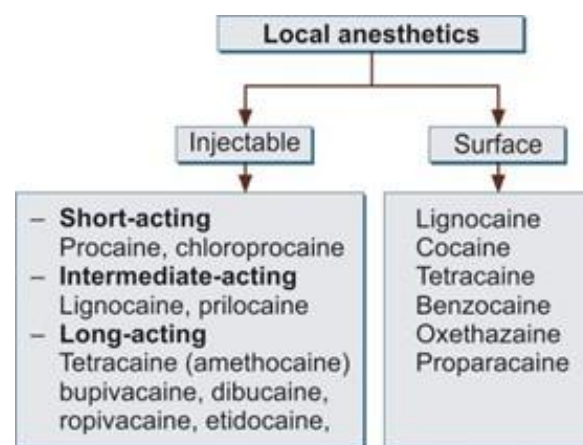 Local anesthetics
Injectable
Surface
– Short-acting
Procaine, chloroprocaine
– Intermediate-acting
Lignocaine, prilocaine
– Long-acting
Tetracaine (amethocaine)
bupivacaine, dibucaine,
ropivacaine, etidocaine,
Lignocaine
Cocaine
Tetracaine
Benzocaine
Oxethazaine
Proparacaine